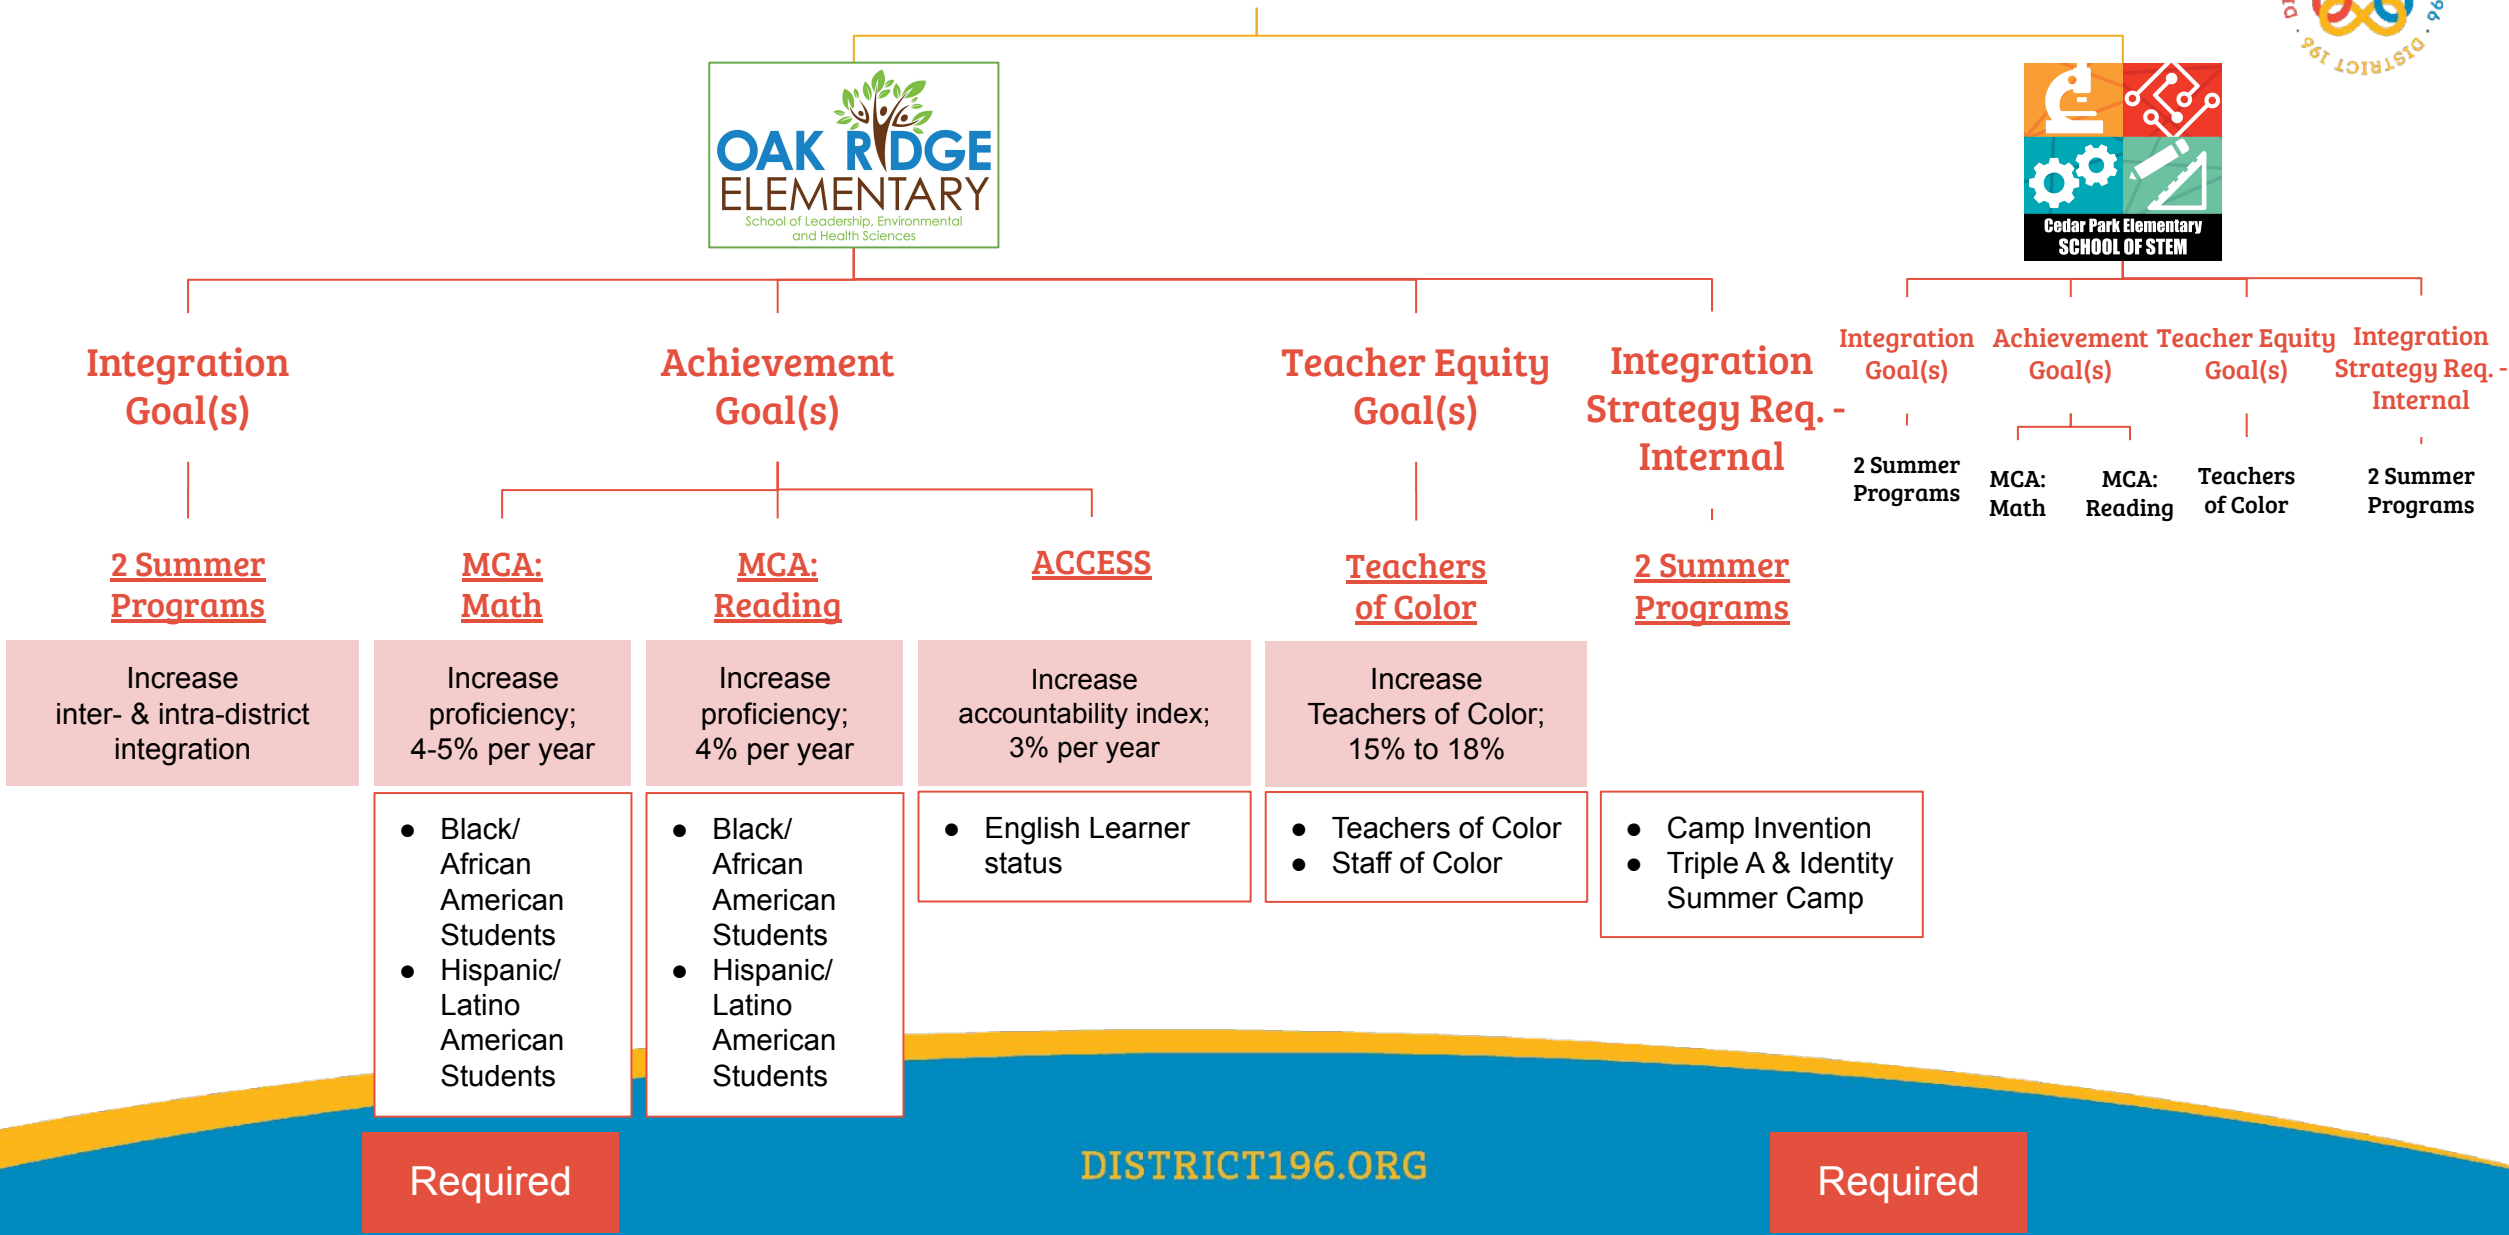 DISTRICT 196
OAK RIDGE
ELEMENTARY
School of Leadership, Environmental
and Health Sciences
Cedar Park Elementary
SCHOOL OF STEM
Integration
Goal(s)
Achievement
Goal(s)
Teacher Equity
Goal(s)
Integration
Strategy Req. -
Internal
Integration
Goal(s)
Achievement
Goal(s)
Teacher Equity
Goal(s)
Integration
Strategy Req. -
Internal
2 Summer
Programs
MCA:
Math
MCA:
Reading
Teachers
of Color
2 Summer
Programs
2 Summer
Programs
MCA:
Math
MCA:
Reading
ACCESS
Teachers
of Color
2 Summer
Programs
Increase
inter- & intra-district
integration
Increase
proficiency;
4-5% per year
Increase
proficiency;
4% per year
Increase
accountability index;
3% per year
Increase
Teachers of Color;
15% to 18%
● Black/
African
American
Students
● Hispanic/
Latino
American
Students
● Black/
African
American
Students
● Hispanic/
Latino
American
Students
● English Learner
status
● Teachers of Color
● Staff of Color
● Camp Invention
● Triple A & Identity
Summer Camp
Required
DISTRICT196.ORG
Required